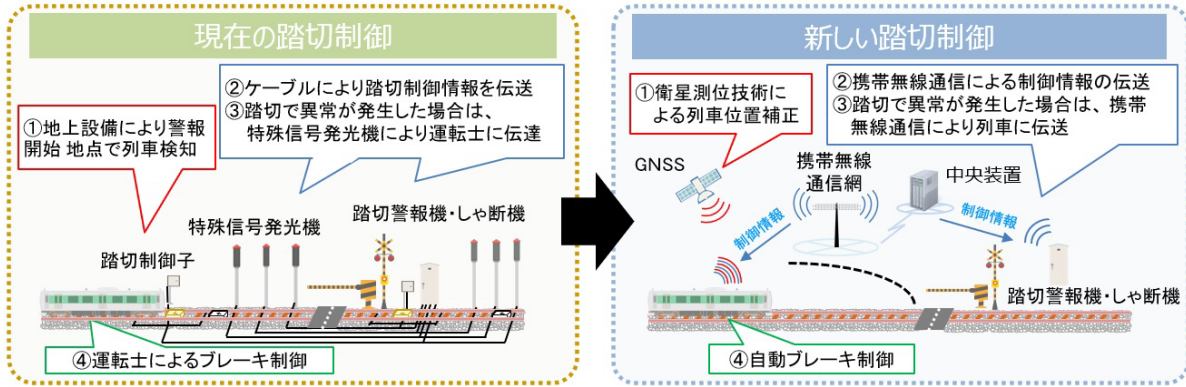 現在の踏切制御
②ケーブルにより踏切制御情報を伝送
③踏切で異常が発生した場合は、
特殊信号発光機により運転士に伝達
①地上設備により警報
開始 地点で列車検知
踏切警報機・しゃ断機
特殊信号発光機
踏切制御子
④運転士によるブレーキ制御
新しい踏切制御
①衛星測位技術に
よる列車位置補正
②携帯無線通信による制御情報の伝送
③踏切で異常が発生した場合は、携帯
無線通信により列車に伝送
GNSS
携帯無線
通信網
中央装置
制御情報
制御情報
踏切警報機・しゃ断機
④自動ブレーキ制御